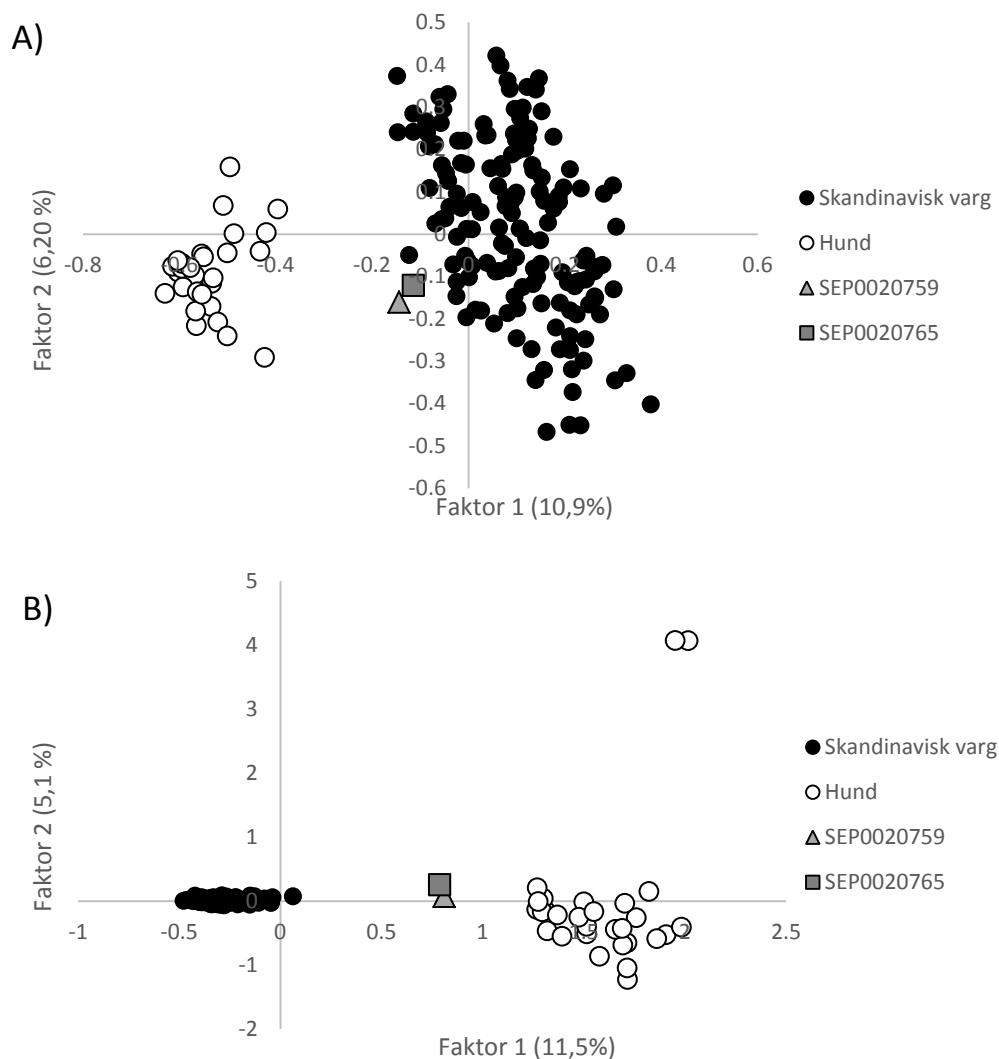 A)
0.5
0.4
0.3
0.2
0.1
0
-0.1
-0.2
-0.3
-0.4
-0.5
-0.6
-0.8 -0.6 -0.4 -0.2 0 0.2 0.4 0.6
Faktor 2 (6,20 %)
Faktor 1 (10,9%)
Skandinavisk varg
Hund
SEP0020759
SEP0020765
B)
5
4
3
2
1
0
-1
-2
-1 -0.5 0 0.5 1 1.5 2 2.5
Faktor 2 (5,1 %)
Faktor 1 (11,5%)
Skandinavisk varg
Hund
SEP0020759
SEP0020765